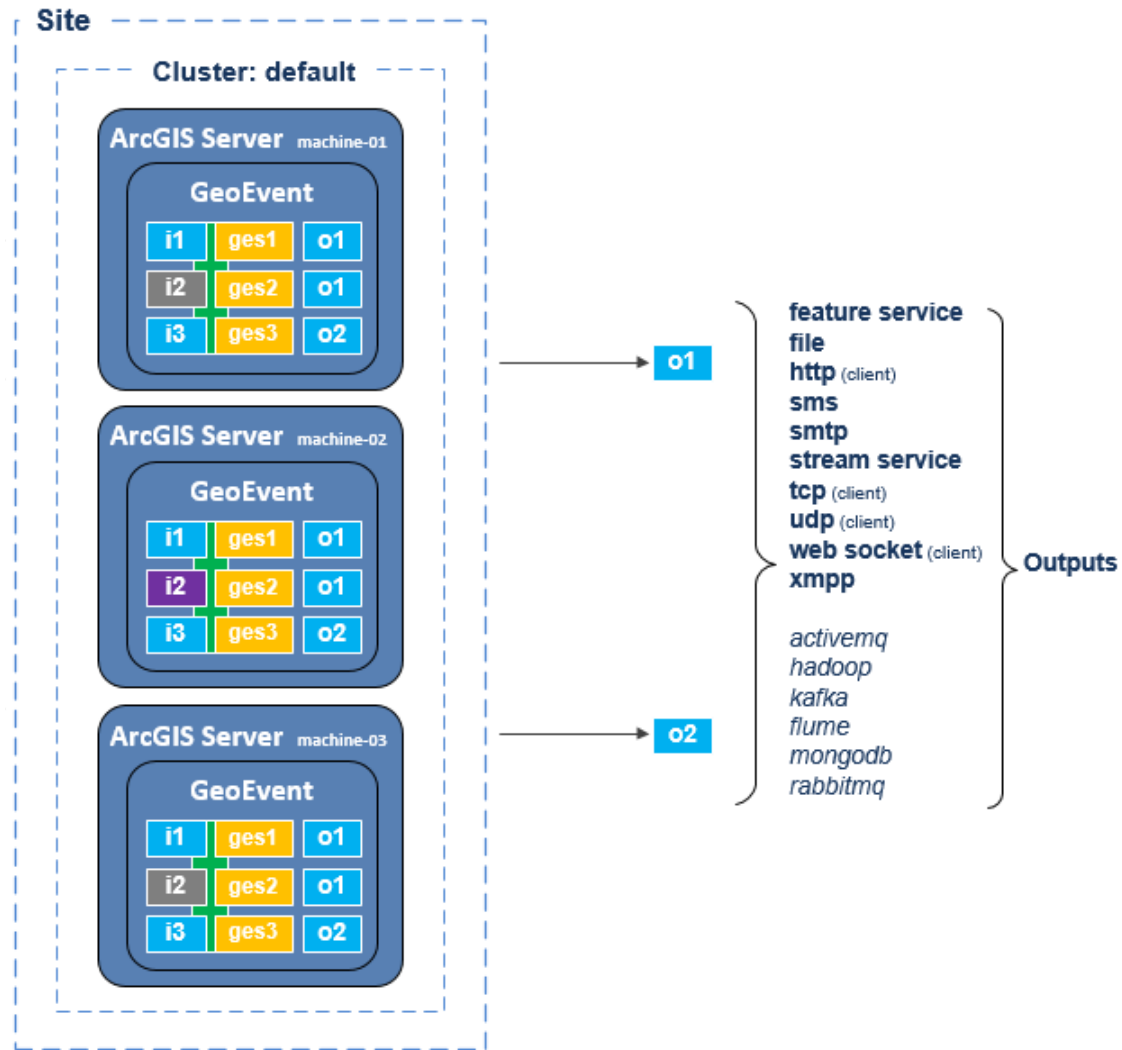 Site
Cluster: default
ArcGIS Server machine-01
GeoEvent
i1 ges1 o1
i2 ges2 o1
i3 ges3 o2
ArcGIS Server machine-02
GeoEvent
i1 ges1 o1
i2 ges2 o1
i3 ges3 o2
ArcGIS Server machine-03
GeoEvent
i1 ges1 o1
i2 ges2 o1
i3 ges3 o2
o1
o2
feature service
file
http (client)
sms
smtp
stream service
tcp (client)
udp (client)
web socket (client)
xmpp
activemq
hadoop
kafka
flume
mongodb
rabbitmq
Outputs